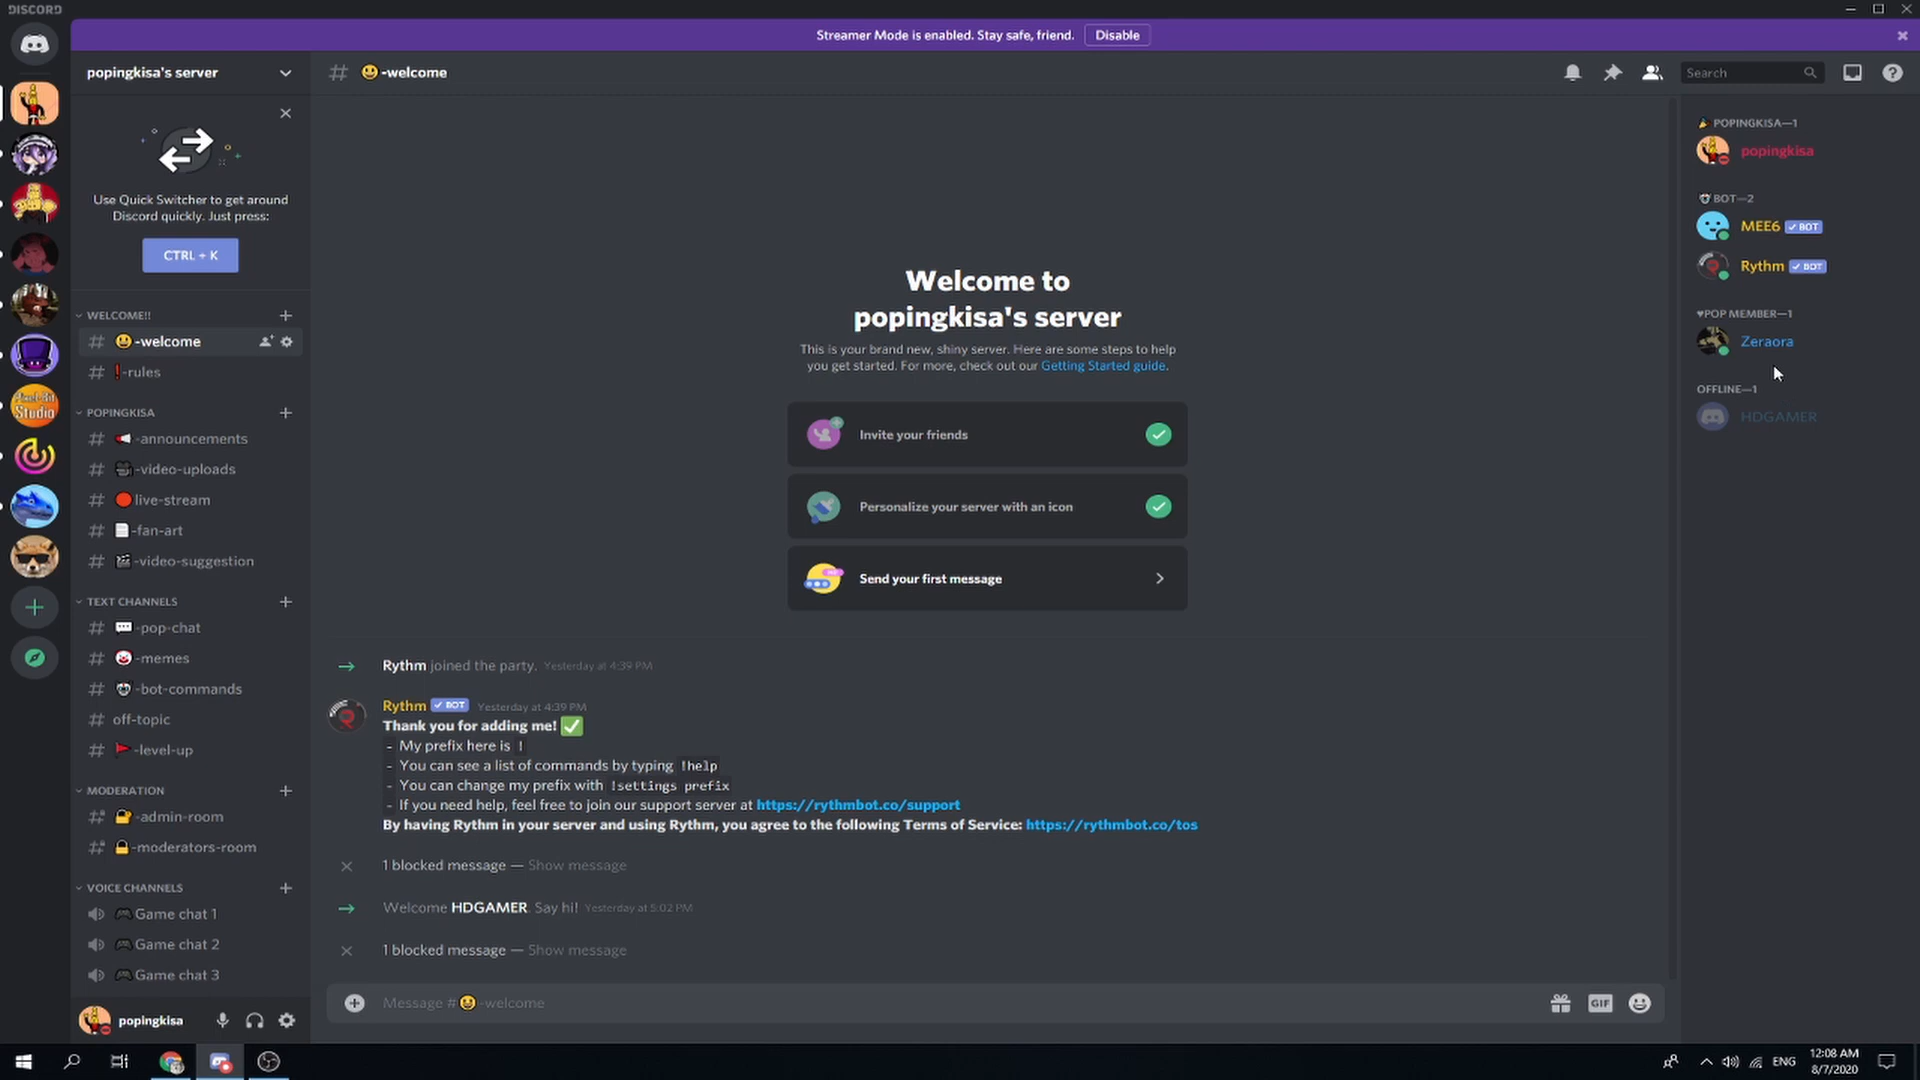 DISCORD
Streamer Mode is enabled. Stay safe, friend. Disable
popingkisa's server
Use Quick Switcher to get around
Discord quickly. Just press:
CTRL + K
WELCOME!!
-welcome
-rules
POPINGKISA
-announcements
-video-uploads
live-stream
-fan-art
-video-suggestion
TEXT CHANNELS
-pop-chat
-memes
-bot-commands
off-topic
-level-up
MODERATION
-admin-room
-moderators-room
VOICE CHANNELS
Game chat 1
Game chat 2
Game chat 3
popingkisa
Pixel-Bit
Studio
# 😃-welcome
Search
Welcome to
popingkisa's server
This is your brand new, shiny server. Here are some steps to help
you get started. For more, check out our Getting Started guide.
Invite your friends
Personalize your server with an icon
Send your first message
Rythm joined the party. Yesterday at 4:39 PM
Rythm ✓ BOT Yesterday at 4:39 PM
Thank you for adding me! ✅
- My prefix here is !
- You can see a list of commands by typing !help
- You can change my prefix with !settings prefix
- If you need help, feel free to join our support server at https://rythmbot.co/support
By having Rythm in your server and using Rythm, you agree to the following Terms of Service: https://rythmbot.co/tos
1 blocked message — Show message
Welcome HDGAMER. Say hi! Yesterday at 5:02 PM
1 blocked message — Show message
Message #😃-welcome
GIF
POPINGKISA—1
popingkisa
BOT—2
MEE6 ✓ BOT
Rythm ✓ BOT
♥POP MEMBER—1
Zeraora
OFFLINE—1
HDGAMER
ENG
12:08 AM
8/7/2020